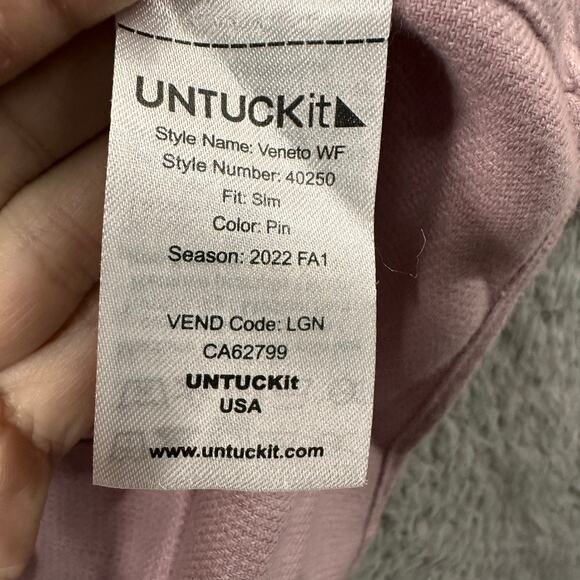 UNTUCKit
Style Name: Veneto WF
Style Number: 40250
Fit: Slm
Color: Pin
Season: 2022 FA1
VEND Code: LGN
CA62799
UNTUCKit
USA
www.untuckit.com